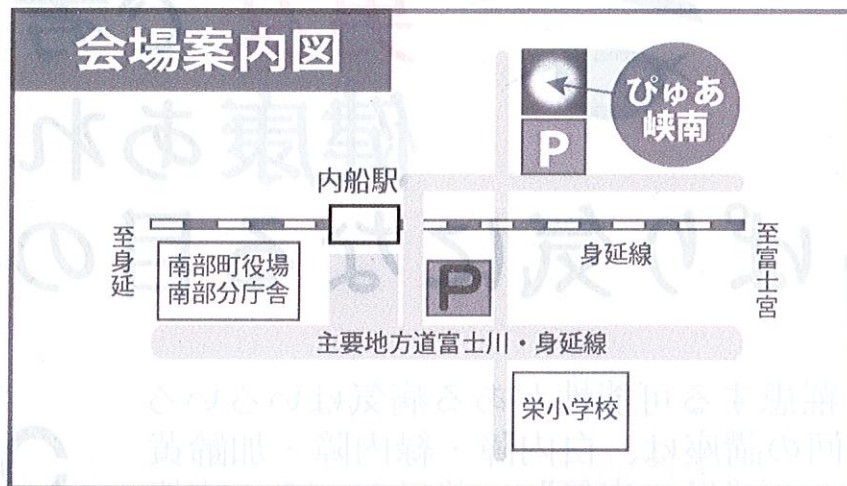 会場案内図
ぴゅあ
峡南
P
内船駅
至身延
身延線
至富士宮
南部町役場
南部分庁舎
P
主要地方道富士川・身延線
栄小学校